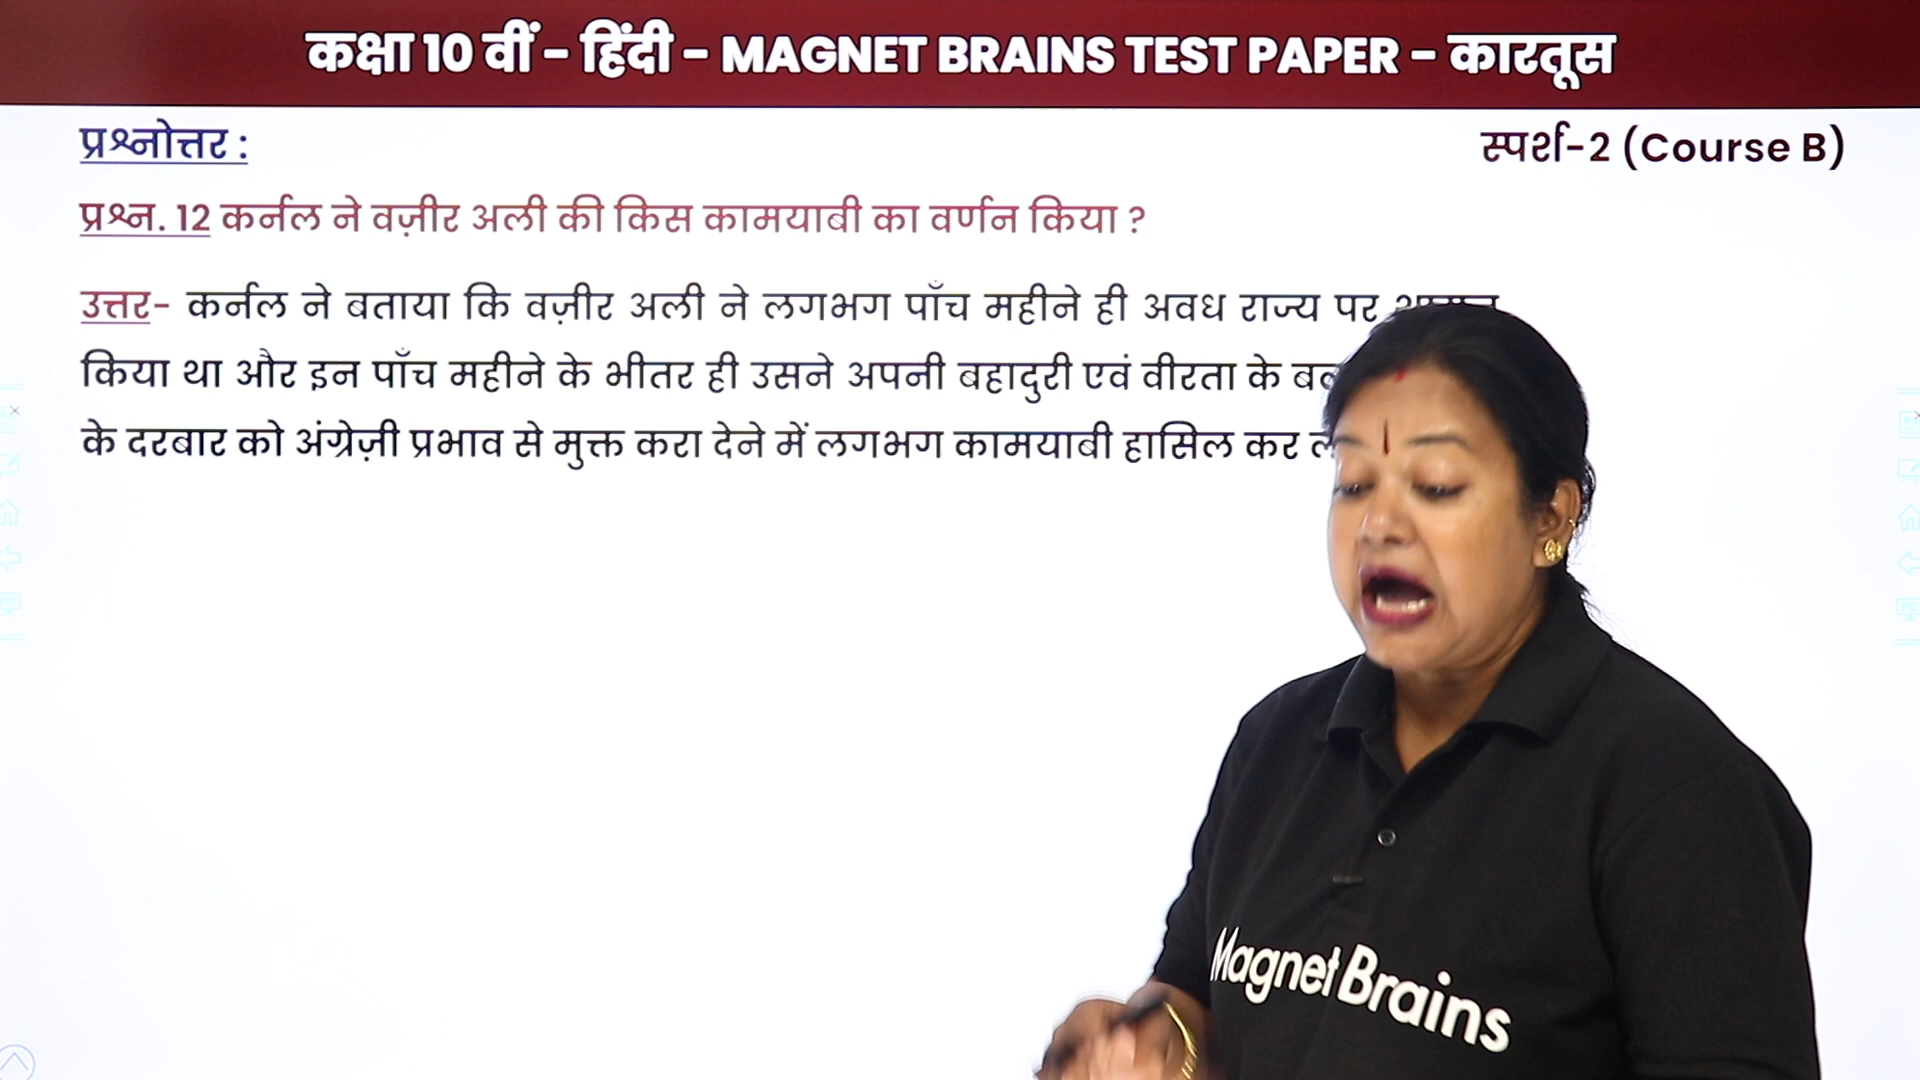 कक्षा 10 वीं - हिंदी - MAGNET BRAINS TEST PAPER - कारतूस
प्रश्नोत्तर :
स्पर्श-2 (Course B)
प्रश्न. 12 कर्नल ने वज़ीर अली की किस कामयाबी का वर्णन किया ?
उत्तर- कर्नल ने बताया कि वज़ीर अली ने लगभग पाँच महीने ही अवध राज्य पर
किया था और इन पाँच महीने के भीतर ही उसने अपनी बहादुरी एवं वीरता के
के दरबार को अंग्रेज़ी प्रभाव से मुक्त करा देने में लगभग कामयाबी हासिल कर
Magnet Brains